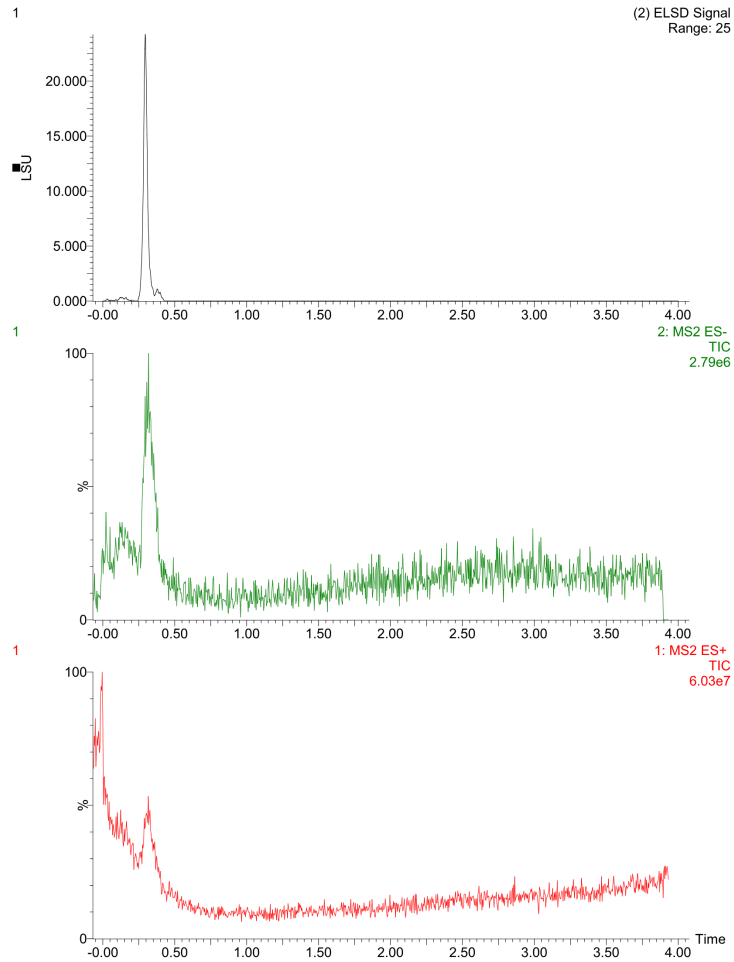 1
(2) ELSD Signal
Range: 25
20.000
15.000
LSU
10.000
5.000
0.000
-0.00 0.50 1.00 1.50 2.00 2.50 3.00 3.50 4.00
1
2: MS2 ES-
TIC
2.79e6
100
%
0
-0.00 0.50 1.00 1.50 2.00 2.50 3.00 3.50 4.00
1
1: MS2 ES+
TIC
6.03e7
100
%
0
Time
-0.00 0.50 1.00 1.50 2.00 2.50 3.00 3.50 4.00